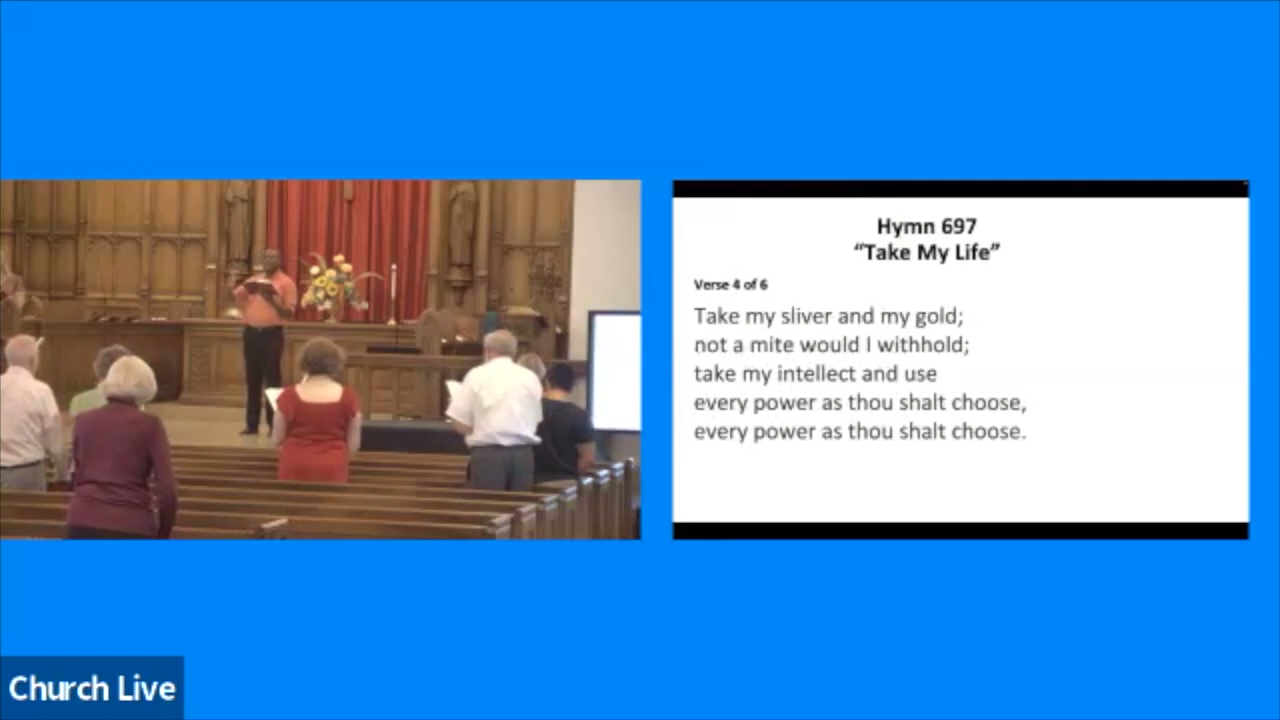 Hymn 697
“Take My Life”
Verse 4 of 6
Take my sliver and my gold;
not a mite would I withhold;
take my intellect and use
every power as thou shalt choose,
every power as thou shalt choose.
Church Live